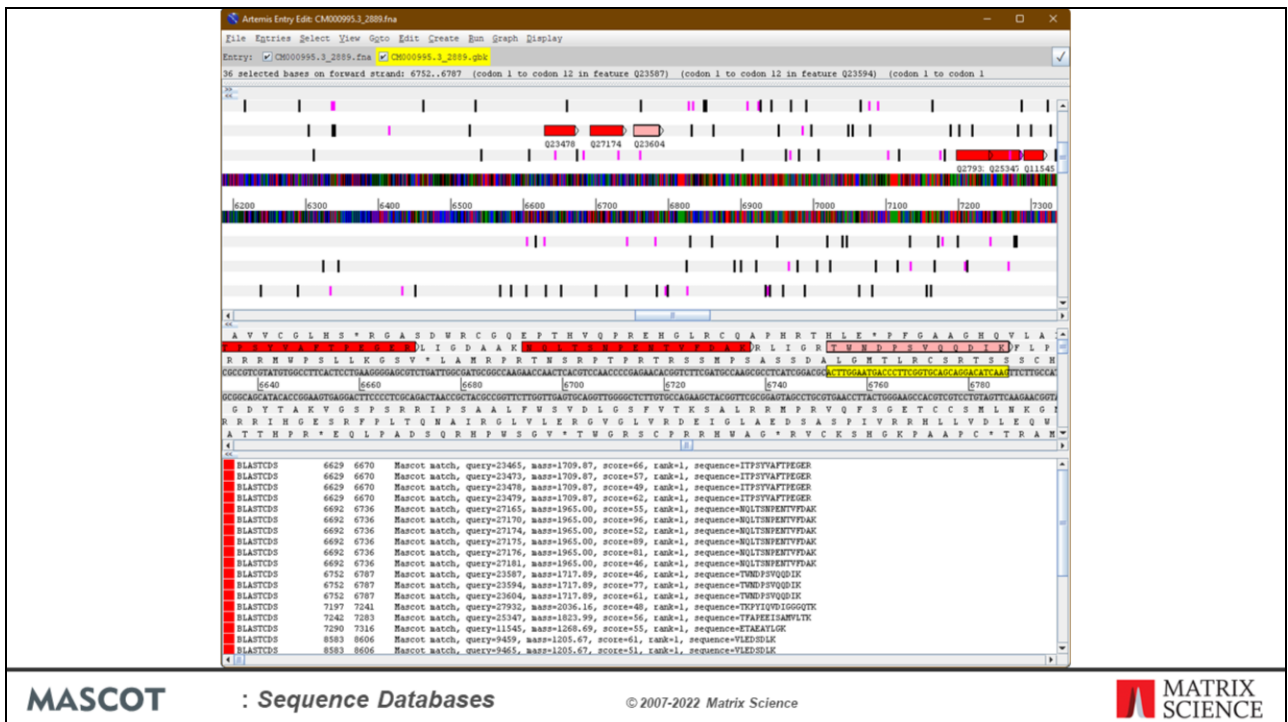 Artemis Entry Edit: CM000995.3_2889.fna
File Entries Select View Goto Edit Create Run Graph Display
Entry: CM000995.3_2889.fna CM000995.3_2889.gbk
36 selected bases on forward strand: 6752..6787 (codon 1 to codon 12 in feature Q23587) (codon 1 to codon 12 in feature Q23594) (codon 1 to codon 1
Q23478 Q27174 Q23604
Q2793 Q25347 Q11545
6200 6300 6400 6500 6600 6700 6800 6900 7000 7100 7200 7300
A V V C G L H S * R G A S D W R C G Q E P T H V Q P R E H G L R C Q A P H R T H L E * P F G A A G H Q V L A
T P S Y V A F T P E G E R L I G D A A K N Q L T S N P E N T V F D A K R L I G R T W N D P S V Q Q D I K F L P
R R R M W P S L L K G S V * L A M R P R T N S R P T P R T R S S M P S A S S D A L G M T L R C S R T S S S C H
6640 6660 6680 6700 6720 6740 6760 6780
G D Y T A K V G S P S R R I P S A A L F W S V D L G S F V T K S A L R R M P R V Q F S G E T C C S M L N K G
R R R I H G E S R F P L T Q N A I R G L V L E R G V G L V R D E I G L A E D S A S P I V R R H L L V D L E Q W
A T T H P R * E Q L P A D S Q R H P W S G V * T W G R S C P R R H W A G * R V C K S H G K P A A P C * T R A M
BLASTCDS 6629 6670 Mascot match, query=23465, mass=1709.87, score=66, rank=1, sequence=ITPSYVAFTPEGER
BLASTCDS 6629 6670 Mascot match, query=23473, mass=1709.87, score=57, rank=1, sequence=ITPSYVAFTPEGER
BLASTCDS 6629 6670 Mascot match, query=23478, mass=1709.87, score=49, rank=1, sequence=ITPSYVAFTPEGER
BLASTCDS 6629 6670 Mascot match, query=23479, mass=1709.87, score=62, rank=1, sequence=ITPSYVAFTPEGER
BLASTCDS 6692 6736 Mascot match, query=27165, mass=1965.00, score=55, rank=1, sequence=NQLTSNPENTVFDAK
BLASTCDS 6692 6736 Mascot match, query=27170, mass=1965.00, score=96, rank=1, sequence=NQLTSNPENTVFDAK
BLASTCDS 6692 6736 Mascot match, query=27174, mass=1965.00, score=52, rank=1, sequence=NQLTSNPENTVFDAK
BLASTCDS 6692 6736 Mascot match, query=27175, mass=1965.00, score=89, rank=1, sequence=NQLTSNPENTVFDAK
BLASTCDS 6692 6736 Mascot match, query=27176, mass=1965.00, score=81, rank=1, sequence=NQLTSNPENTVFDAK
BLASTCDS 6692 6736 Mascot match, query=27181, mass=1965.00, score=46, rank=1, sequence=NQLTSNPENTVFDAK
BLASTCDS 6752 6787 Mascot match, query=23587, mass=1717.89, score=46, rank=1, sequence=TWNDPSVQQDIK
BLASTCDS 6752 6787 Mascot match, query=23594, mass=1717.89, score=77, rank=1, sequence=TWNDPSVQQDIK
BLASTCDS 6752 6787 Mascot match, query=23604, mass=1717.89, score=61, rank=1, sequence=TWNDPSVQQDIK
BLASTCDS 7197 7241 Mascot match, query=27932, mass=2036.16, score=48, rank=1, sequence=TKPYIQVDIGGGQTK
BLASTCDS 7242 7283 Mascot match, query=25347, mass=1823.99, score=56, rank=1, sequence=TFAPEEISAMVLTK
BLASTCDS 7290 7316 Mascot match, query=11545, mass=1268.69, score=55, rank=1, sequence=ETAEAYLGK
BLASTCDS 8583 8606 Mascot match, query=9459, mass=1205.67, score=61, rank=1, sequence=VLEDSDLK
BLASTCDS 8583 8606 Mascot match, query=9465, mass=1205.67, score=51, rank=1, sequence=VLEDSDLK
MASCOT : Sequence Databases © 2007-2022 Matrix Science MATRIX
SCIENCE